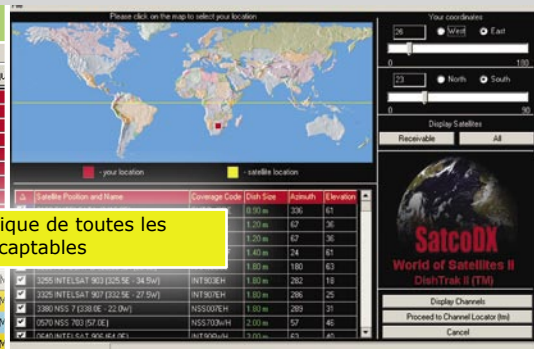 Please click on the map to select your location
Your coordinates
26 West East
0 180
23 North South
0 90
Display Satellites
Receivable All
- your location - satellite location
Satellite Position and Name Coverage Code Dish Size Azimuth Elevation
0.90 m 336 61
1.20 m 67 36
1.20 m 67 36
1.40 m 24 61
1.80 m 180 63
ique de toutes les
captables
3255 INTELSAT 903 (325.5E - 34.5W) INT903EH 1.80 m 282 18
3325 INTELSAT 907 (332.5E - 27.5W) INT907EH 1.80 m 286 25
3380 NSS 7 (338.0E - 22.0W) NSS007EH 1.80 m 289 31
0570 NSS 703 (57.0E) NSS703WH 2.00 m 57 46
SatcoDX
World of Satellites II
DishTrak II (TM)
Display Channels
Proceed to Channel Locator (tm)
Cancel